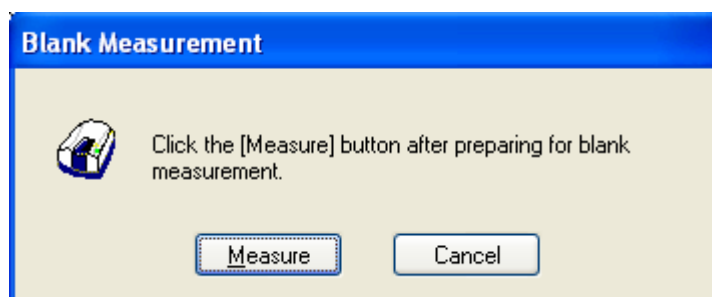 Blank Measurement
Click the [Measure] button after preparing for blank
measurement.
Measure
Cancel